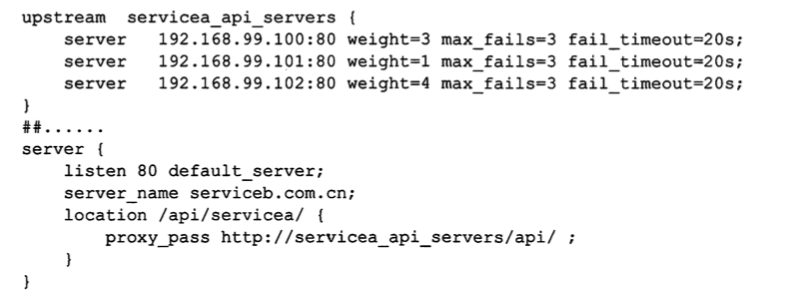 upstream  servicea_api_servers {
    server   192.168.99.100:80 weight=3 max_fails=3 fail_timeout=20s;
    server   192.168.99.101:80 weight=1 max_fails=3 fail_timeout=20s;
    server   192.168.99.102:80 weight=4 max_fails=3 fail_timeout=20s;
}
##......
server {
    listen 80 default_server;
    server_name serviceb.com.cn;
    location /api/servicea/ {
        proxy_pass http://servicea_api_servers/api/ ;
    }
}